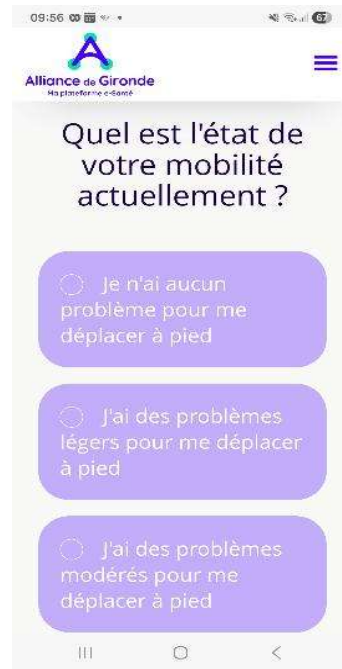 09:56
67
Alliance de Gironde
Ma plateforme e-Santé
Quel est l'état de
votre mobilité
actuellement ?
Je n'ai aucun
problème pour me
déplacer à pied
J'ai des problèmes
légers pour me déplacer
à pied
J'ai des problèmes
modérés pour me
déplacer à pied